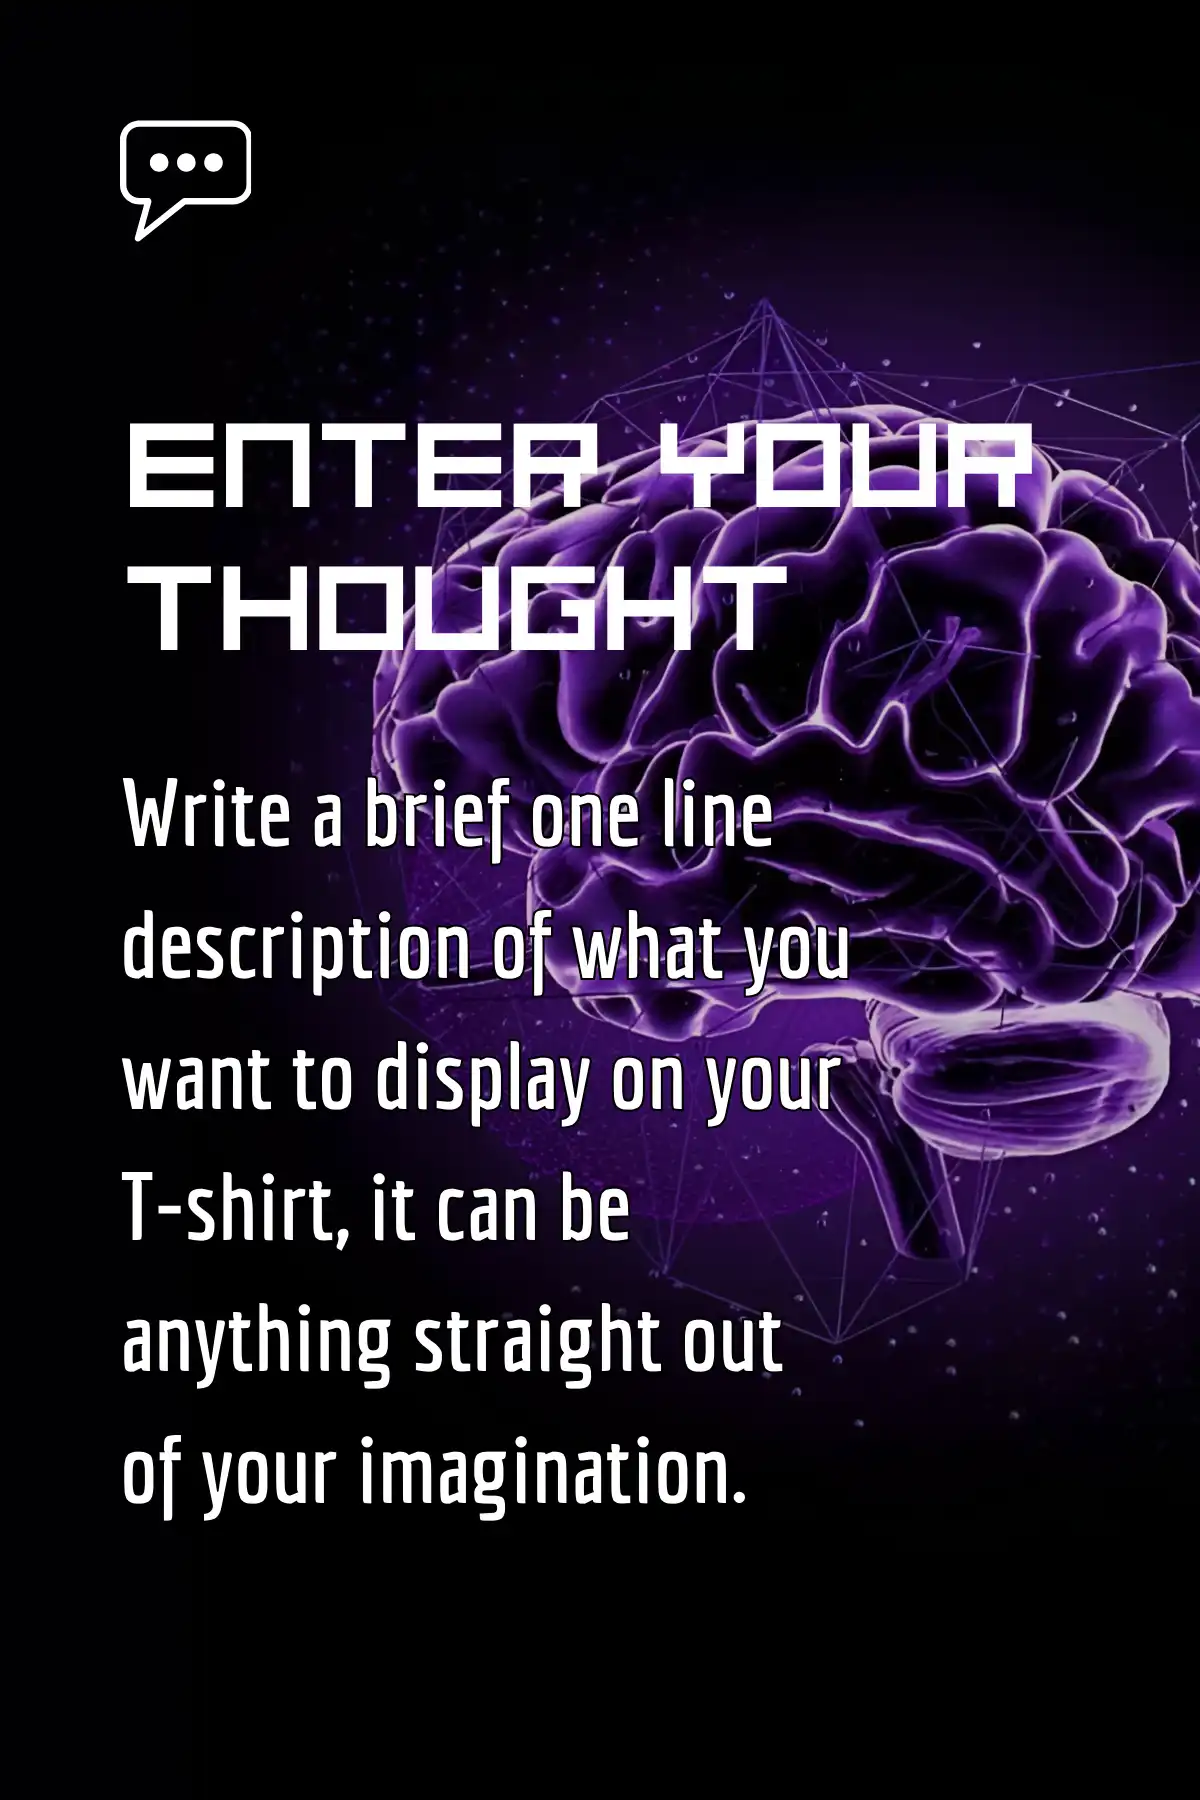 ENTER YOUR
THOUGHT
Write a brief one line
description of what you
want to display on your
T-shirt, it can be
anything straight out
of your imagination.